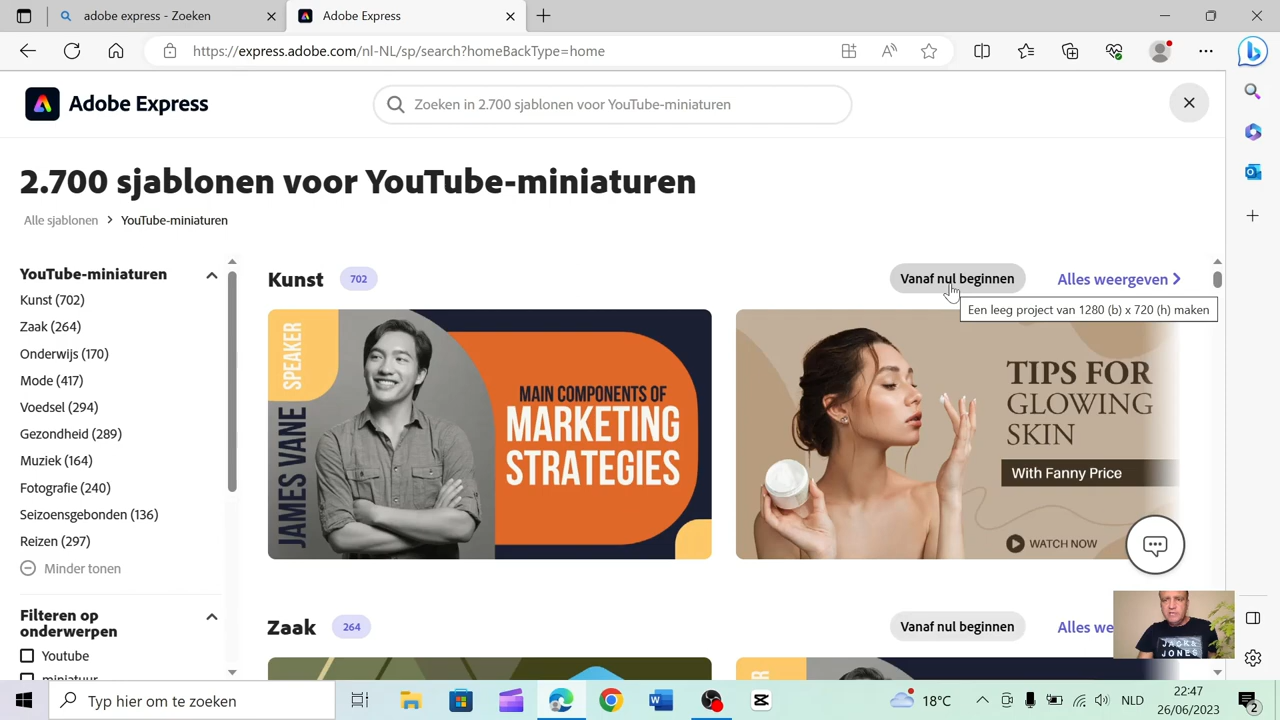 adobe express - Zoeken
Adobe Express
https://express.adobe.com/nl-NL/sp/search?homeBackType=home
Adobe Express
Zoeken in 2.700 sjablonen voor YouTube-miniaturen
2.700 sjablonen voor YouTube-miniaturen
Alle sjablonen > YouTube-miniaturen
YouTube-miniaturen
Kunst (702)
Zaak (264)
Onderwijs (170)
Mode (417)
Voedsel (294)
Gezondheid (289)
Muziek (164)
Fotografie (240)
Seizoensgebonden (136)
Reizen (297)
Minder tonen
Filteren op
onderwerpen
Youtube
miniatuur
Kunst 702
Vanaf nul beginnen
Alles weergeven
Een leeg project van 1280 (b) x 720 (h) maken
SPEAKER
JAMES VANE
MAIN COMPONENTS OF
MARKETING
STRATEGIES
TIPS FOR
GLOWING
SKIN
With Fanny Price
WATCH NOW
Zaak 264
Vanaf nul beginnen
Alles we
JACK&
JONES
Typ hier om te zoeken
18°C
NLD
22:47
26/06/2023
2